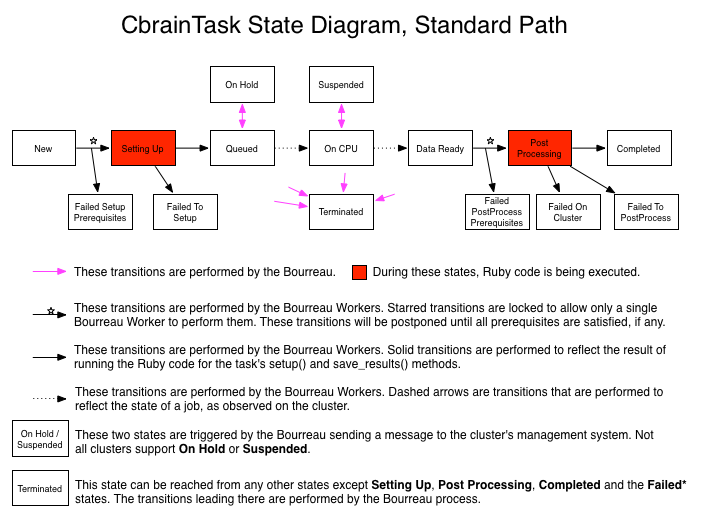 CbrainTask State Diagram, Standard Path
On Hold
Suspended
New
Setting Up
Queued
On CPU
Data Ready
Post
Processing
Completed
Failed Setup
Prerequisites
Failed To
Setup
Terminated
Failed
PostProcess
Prerequisites
Failed On
Cluster
Failed To
PostProcess
These transitions are performed by the Bourreau.
During these states, Ruby code is being executed.
These transitions are performed by the Bourreau Workers. Starred transitions are locked to allow only a single
Bourreau Worker to perform them. These transitions will be postponed until all prerequisites are satisfied, if any.
These transitions are performed by the Bourreau Workers. Solid transitions are performed to reflect the result of
running the Ruby code for the task's setup() and save_results() methods.
These transitions are performed by the Bourreau Workers. Dashed arrows are transitions that are performed to
reflect the state of a job, as observed on the cluster.
On Hold /
Suspended
These two states are triggered by the Bourreau sending a message to the cluster's management system. Not
all clusters support On Hold or Suspended.
Terminated
This state can be reached from any other states except Setting Up, Post Processing, Completed and the Failed*
states. The transitions leading there are performed by the Bourreau process.